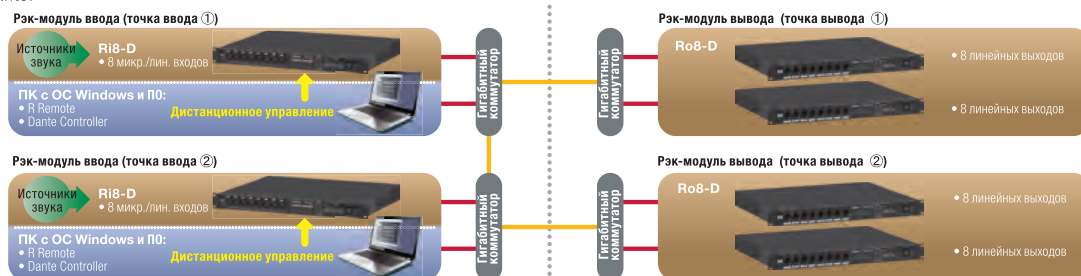 Рэк-модуль ввода (точка ввода ①)
Источники
звука
Ri8-D
• 8 микр./лин. входов
ПК с ОС Windows и ПО:
• R Remote
• Dante Controller
Дистанционное управление
Гигабитный
коммутатор
Гигабитный
коммутатор
Рэк-модуль вывода (точка вывода ①)
Ro8-D
• 8 линейных выходов
• 8 линейных выходов
Рэк-модуль ввода (точка ввода ②)
Источники
звука
Ri8-D
• 8 микр./лин. входов
ПК с ОС Windows и ПО:
• R Remote
• Dante Controller
Дистанционное управление
Гигабитный
коммутатор
Гигабитный
коммутатор
Рэк-модуль вывода (точка вывода ②)
Ro8-D
• 8 линейных выходов
• 8 линейных выходов